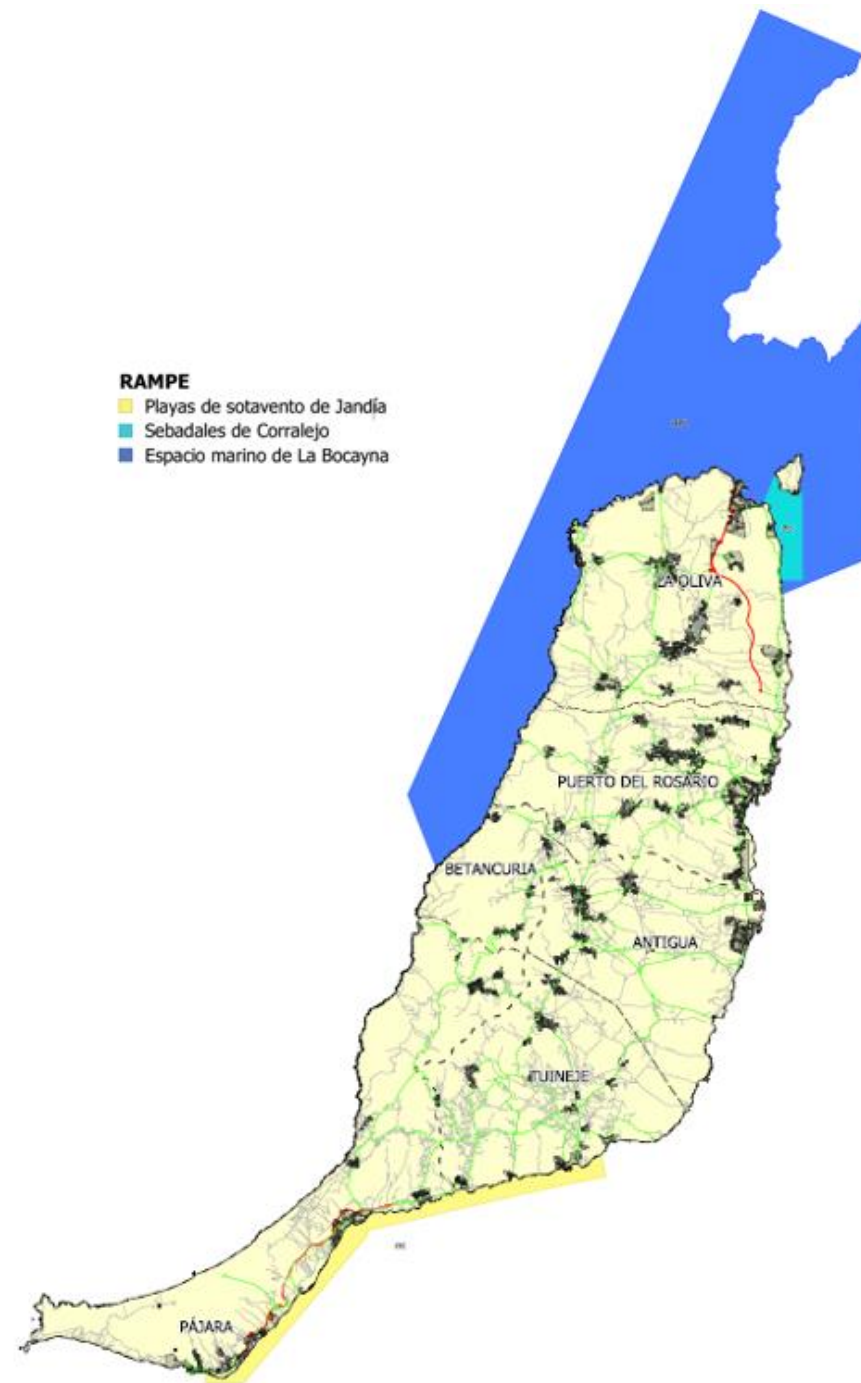 RAMPE
Playas de sotavento de Jandía
Sebadales de Corralejo
Espacio marino de La Bocayna
LA OLIVA
PUERTO DEL ROSARIO
BETANCURIA
ANTIGUA
TUINEJE
PÁJARA